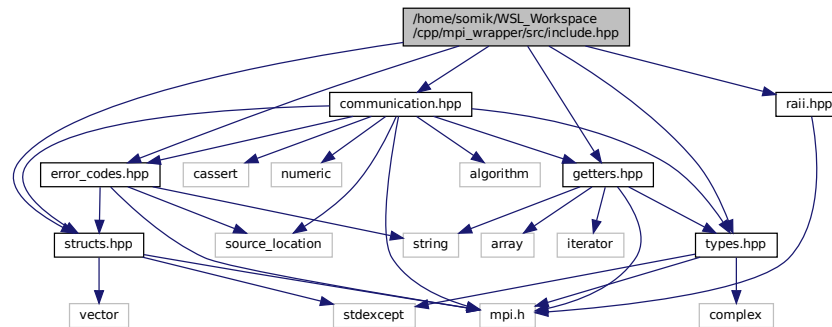 /home/somik/WSL_Workspace
/cpp/mpi_wrapper/src/include.hpp
communication.hpp
raii.hpp
error_codes.hpp
cassert
numeric
algorithm
getters.hpp
structs.hpp
source_location
string
array
iterator
types.hpp
vector
stdexcept
mpi.h
complex